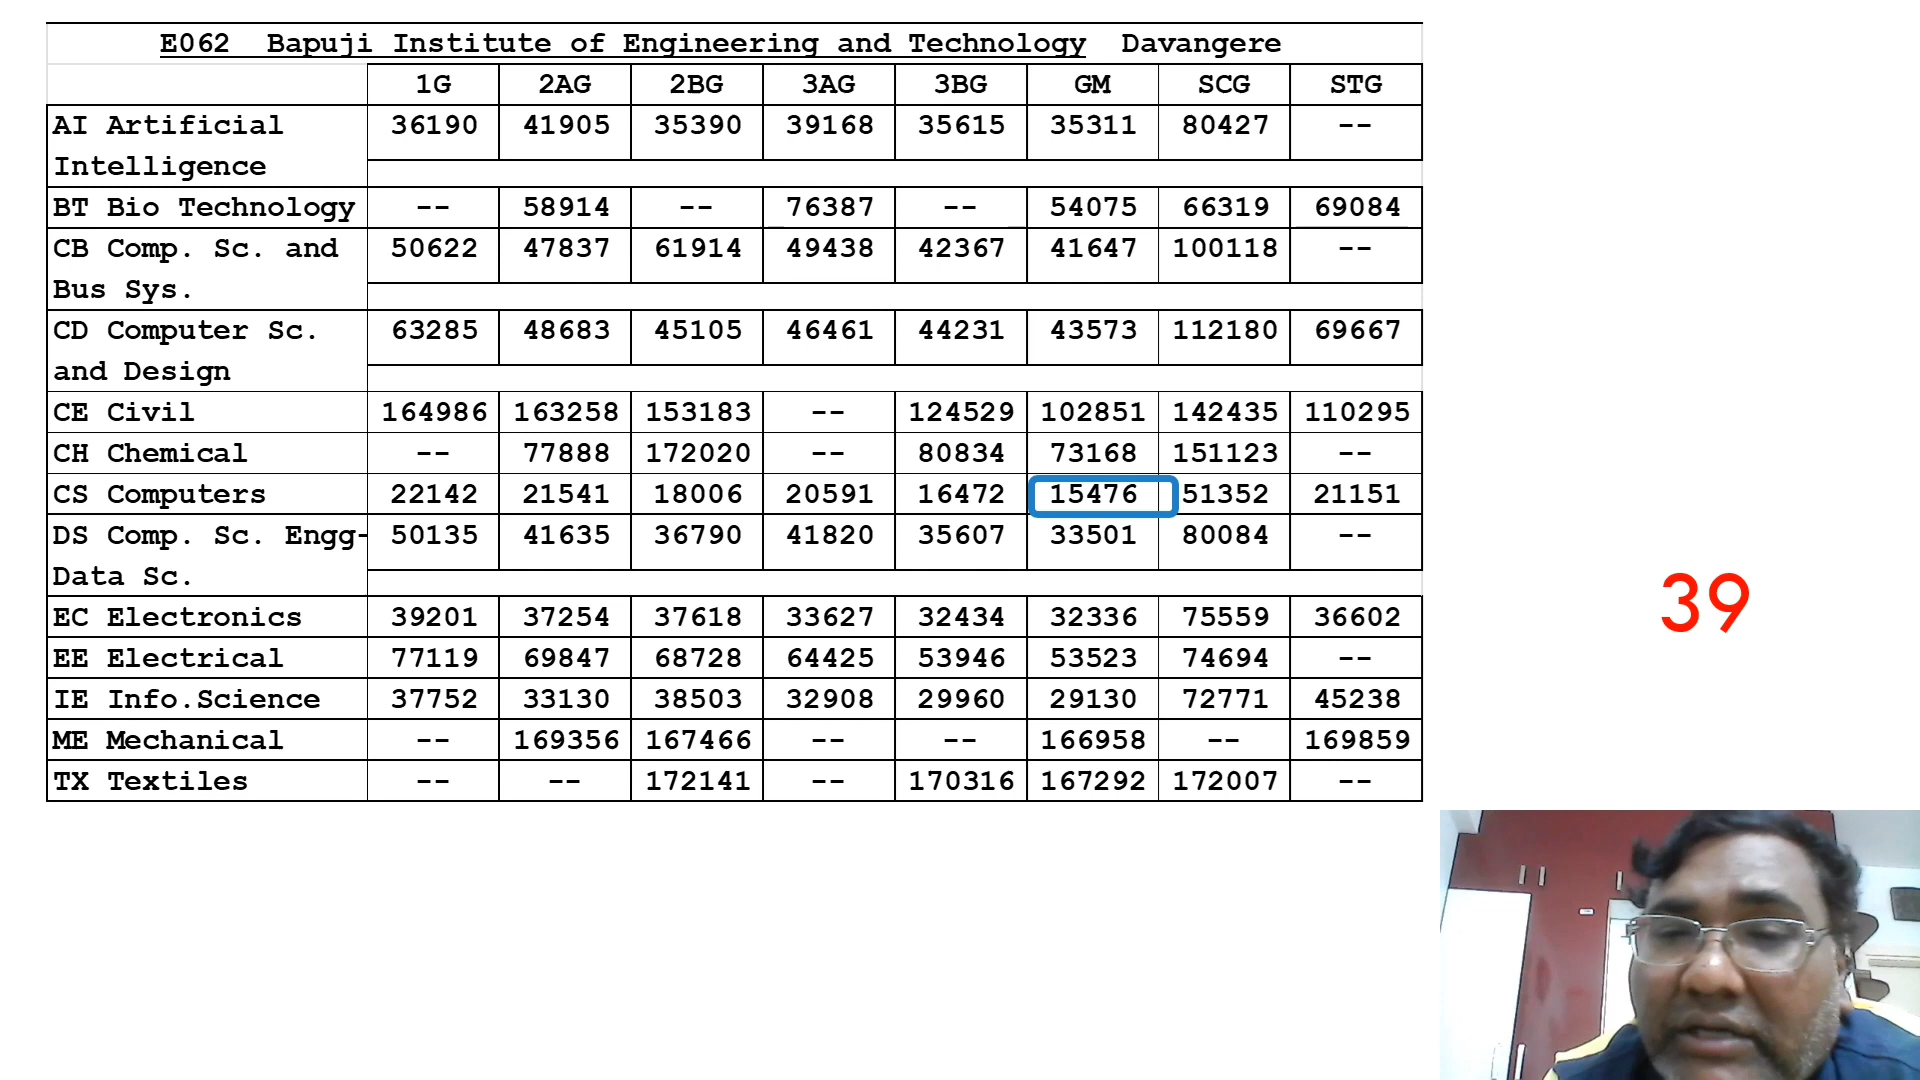 E062 Bapuji Institute of Engineering and Technology Davangere
1G 2AG 2BG 3AG 3BG GM SCG STG
AI Artificial 36190 41905 35390 39168 35615 35311 80427 --
Intelligence
BT Bio Technology -- 58914 -- 76387 -- 54075 66319 69084
CB Comp. Sc. and 50622 47837 61914 49438 42367 41647 100118 --
Bus Sys.
CD Computer Sc. 63285 48683 45105 46461 44231 43573 112180 69667
and Design
CE Civil 164986 163258 153183 -- 124529 102851 142435 110295
CH Chemical -- 77888 172020 -- 80834 73168 151123 --
CS Computers 22142 21541 18006 20591 16472 15476 51352 21151
DS Comp. Sc. Engg- 50135 41635 36790 41820 35607 33501 80084 --
Data Sc.
EC Electronics 39201 37254 37618 33627 32434 32336 75559 36602
EE Electrical 77119 69847 68728 64425 53946 53523 74694 --
IE Info.Science 37752 33130 38503 32908 29960 29130 72771 45238
ME Mechanical -- 169356 167466 -- -- 166958 -- 169859
TX Textiles -- -- 172141 -- 170316 167292 172007 --
39